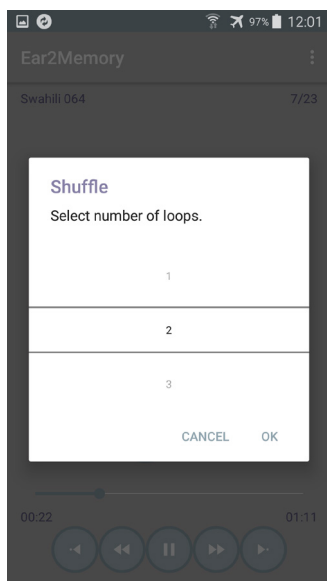 97% 12:01
Ear2Memory
Swahili 064 7/23
Shuffle
Select number of loops.
1
2
3
CANCEL OK
00:22 01:11